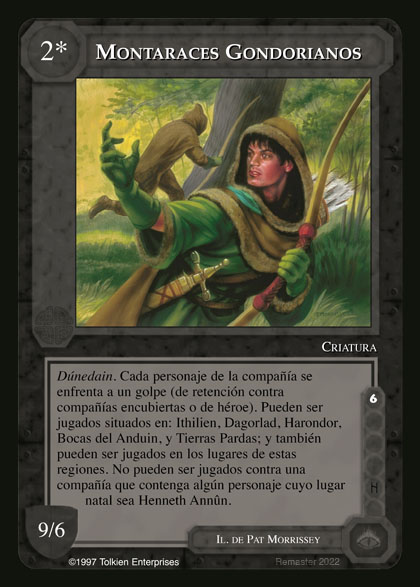 2*
Montaraces Gondorianos
Criatura
Dúnedain. Cada personaje de la compañía se
enfrenta a un golpe (de retención contra
compañías encubiertas o de héroe). Pueden ser
jugados situados en: Ithilien, Dagorlad, Harondor,
Bocas del Anduin, y Tierras Pardas; y también
pueden ser jugados en los lugares de estas
regiones. No pueden ser jugados contra una
compañía que contenga algún personaje cuyo lugar
natal sea Henneth Annûn.
6
H
9/6
Il. de Pat Morrissey
©1997 Tolkien Enterprises
Remaster 2022